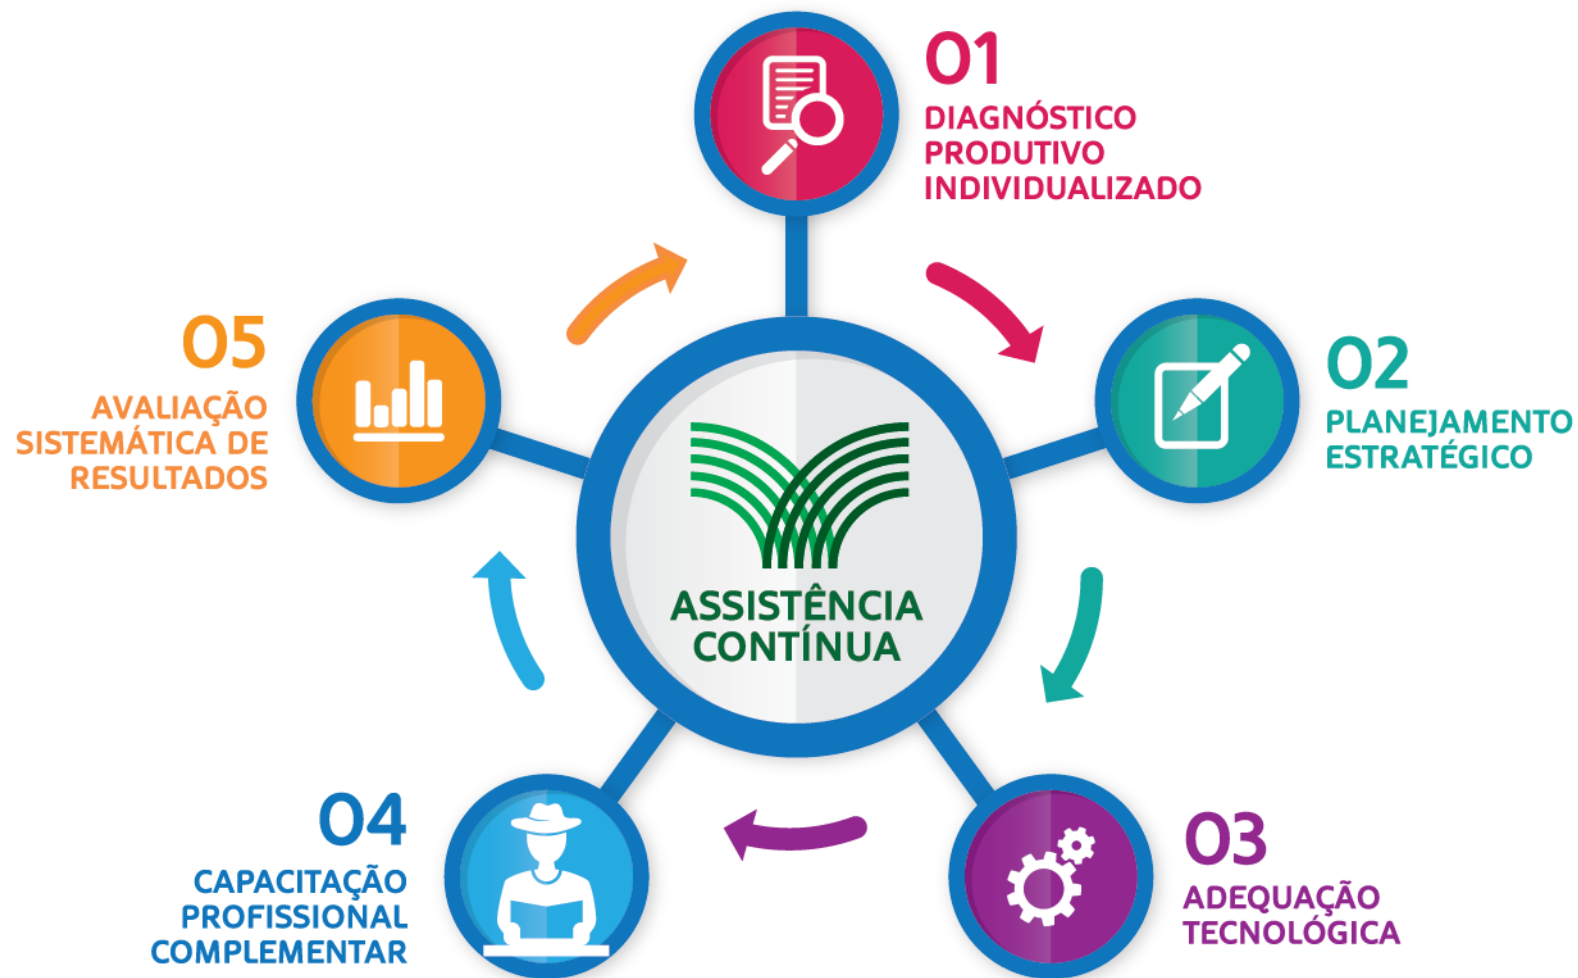 01
DIAGNÓSTICO
PRODUTIVO
INDIVIDUALIZADO
02
PLANEJAMENTO
ESTRATÉGICO
03
ADEQUAÇÃO
TECNOLÓGICA
04
CAPACITAÇÃO
PROFISSIONAL
COMPLEMENTAR
05
AVALIAÇÃO
SISTEMÁTICA DE
RESULTADOS
ASSISTÊNCIA
CONTÍNUA